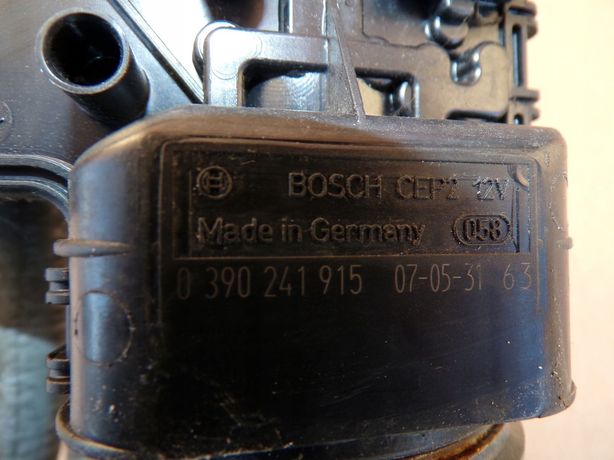 BOSCH CEP2 12V
Made in Germany 058
0 390 241 915 07-05-31 63